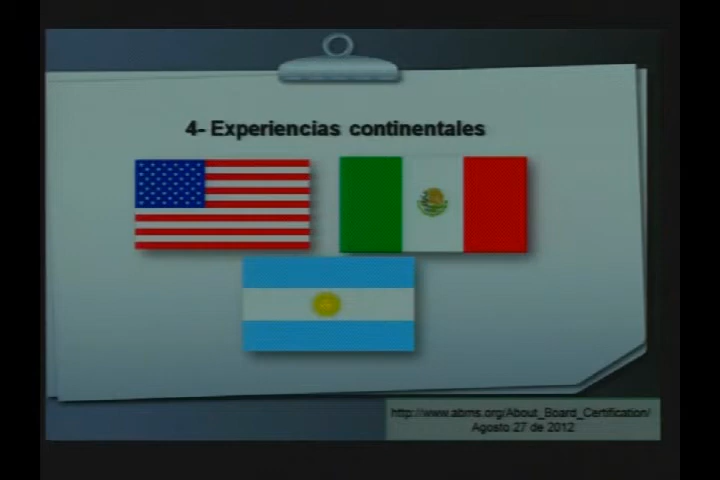 4- Experiencias continentales
http://www.abms.org/About_Board_Certification/
Agosto 27 de 2012